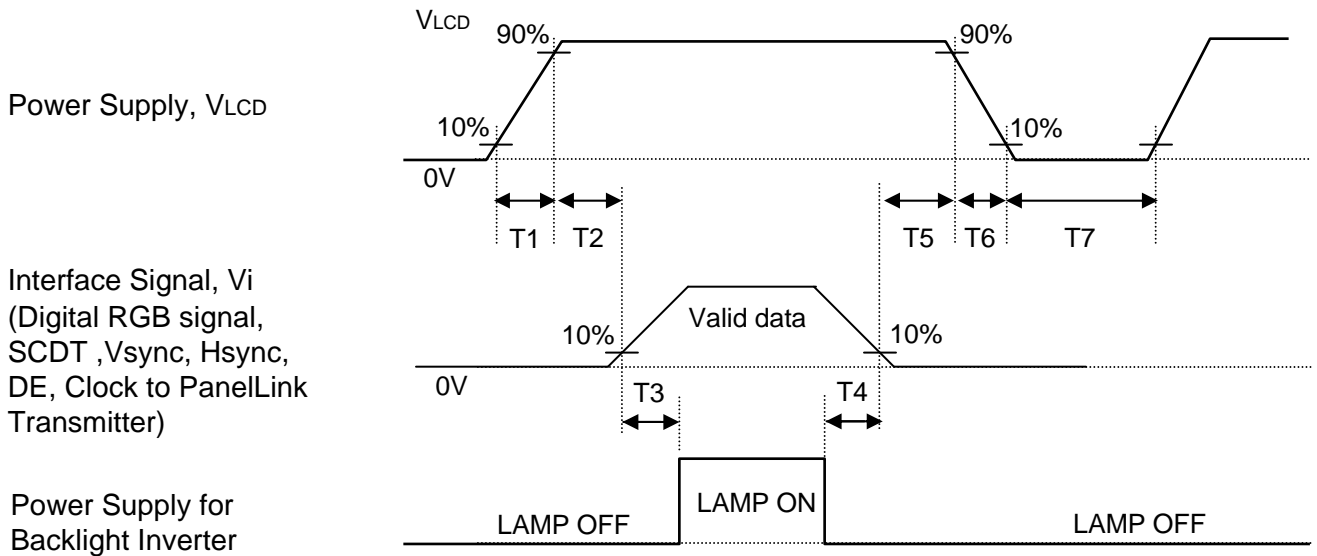 VLCD
90%
90%
Power Supply, VLCD
10%
10%
0V
T1
T2
T5
T6
T7
Interface Signal, Vi
(Digital RGB signal,
SCDT ,Vsync, Hsync,
DE, Clock to PanelLink
Transmitter)
Valid data
10%
10%
0V
T3
T4
Power Supply for
Backlight Inverter
LAMP OFF
LAMP ON
LAMP OFF